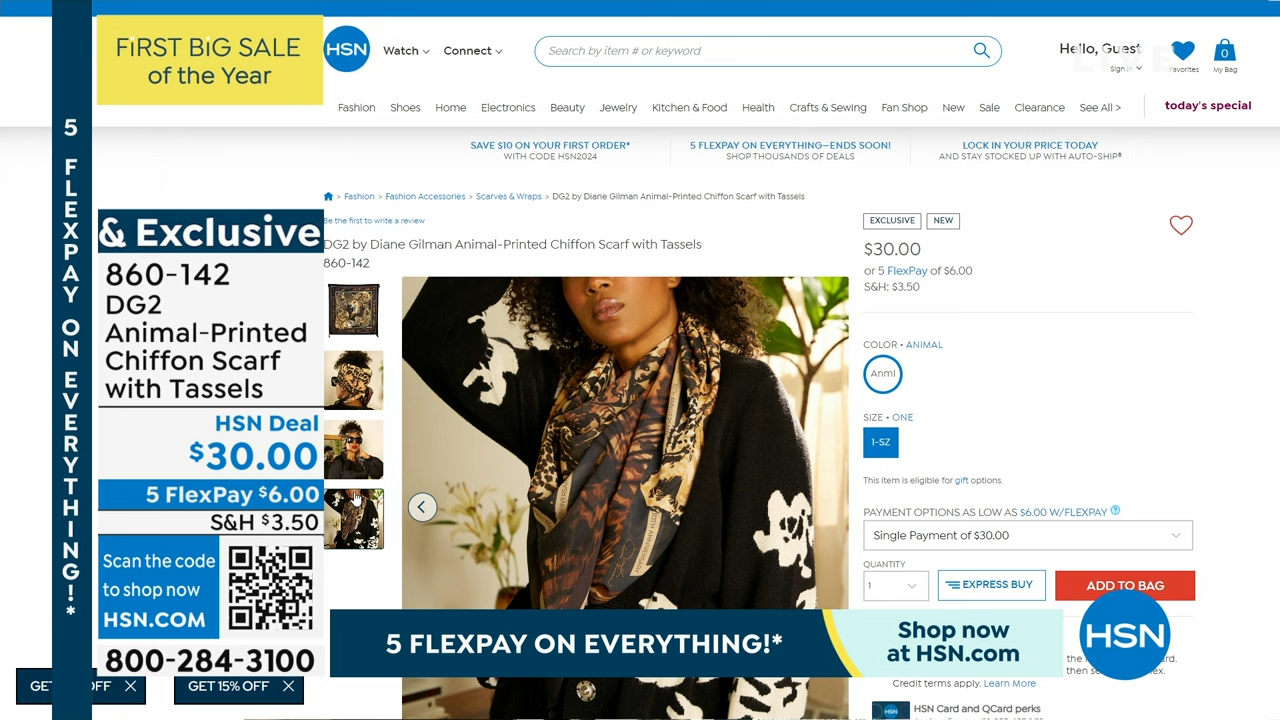 FiRST BiG SALE
of the Year
5 FLEXPAY ON EVERYTHING!*
HSN
Watch
Connect
Search by item # or keyword
Hello, Guest
Sign in
LIVE
Favorites
0
My Bag
Fashion
Shoes
Home
Electronics
Beauty
Jewelry
Kitchen & Food
Health
Crafts & Sewing
Fan Shop
New
Sale
Clearance
See All >
today's special
SAVE $10 ON YOUR FIRST ORDER*
WITH CODE HSN2024
5 FLEXPAY ON EVERYTHING—ENDS SOON!
SHOP THOUSANDS OF DEALS
LOCK IN YOUR PRICE TODAY
AND STAY STOCKED UP WITH AUTO-SHIP®
> Fashion > Fashion Accessories > Scarves & Wraps > DG2 by Diane Gilman Animal-Printed Chiffon Scarf with Tassels
Be the first to write a review
DG2 by Diane Gilman Animal-Printed Chiffon Scarf with Tassels
860-142
& Exclusive
860-142
DG2
Animal-Printed
Chiffon Scarf
with Tassels
HSN Deal
$30.00
5 FlexPay $6.00
S&H $3.50
Scan the code
to shop now
HSN.COM
800-284-3100
GET
OFF
GET 15% OFF
EXCLUSIVE
NEW
$30.00
or 5 FlexPay of $6.00
S&H: $3.50
COLOR • ANIMAL
Anml
SIZE • ONE
1-SZ
This item is eligible for gift options.
PAYMENT OPTIONS AS LOW AS $6.00 W/FLEXPAY
Single Payment of $30.00
QUANTITY
1
EXPRESS BUY
ADD TO BAG
5 FLEXPAY ON EVERYTHING!*
Shop now
at HSN.com
HSN
Credit terms apply. Learn More
HSN
HSN Card and QCard perks